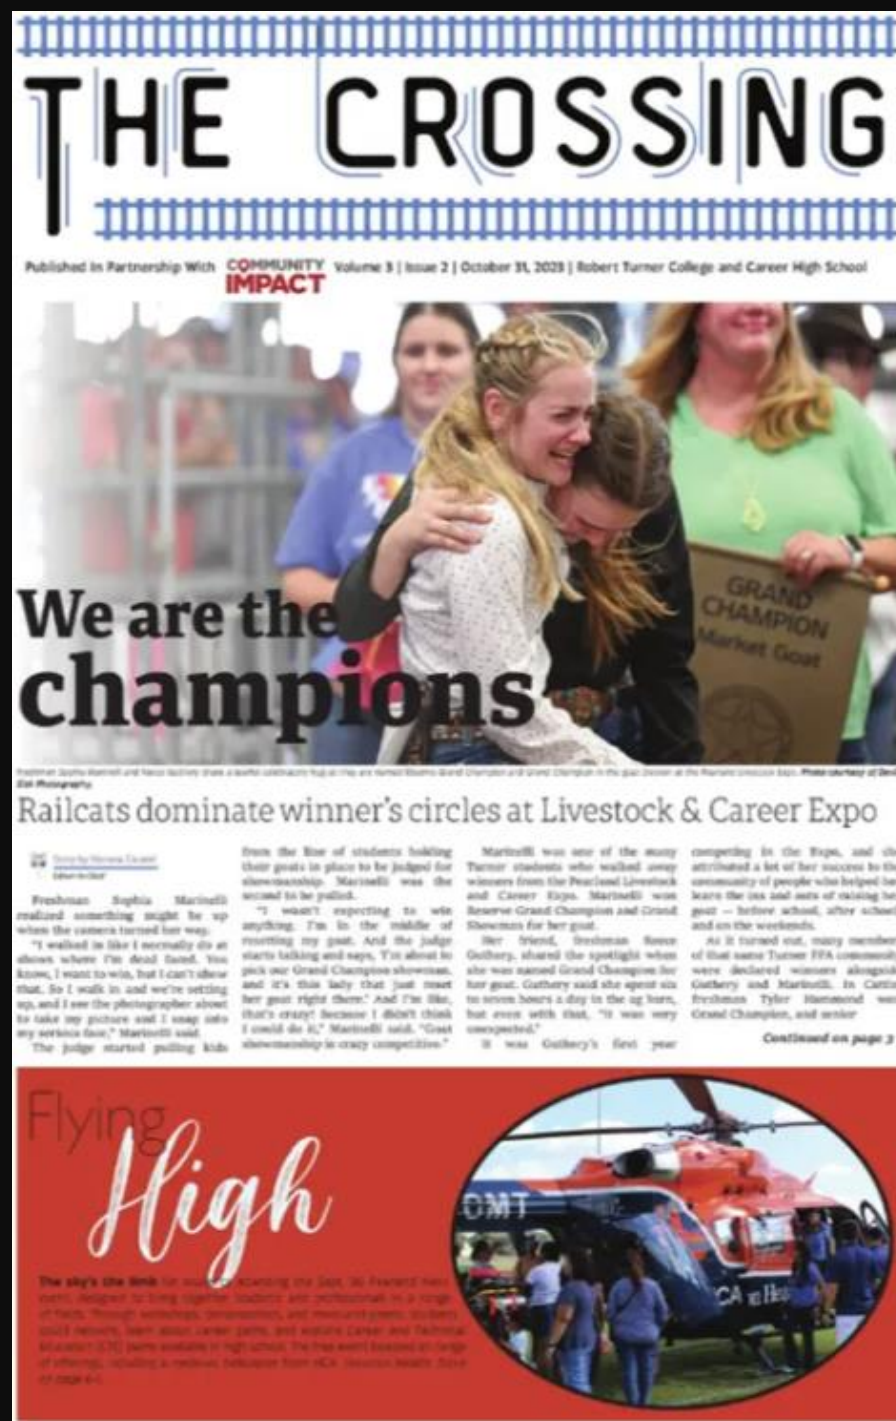 THE CROSSING
Published In Partnership With COMMUNITY IMPACT Volume 3 | Issue 2 | October 31, 2023 | Robert Turner College and Career High School
GRAND
CHAMPION
Market Goat
We are the
champions
Photo courtesy of
Photography.
Railcats dominate winner's circles at Livestock & Career Expo
Freshman Sophia Marinelli
realized something might be up
when the camera turned her way.
"I walked in like I normally do at
shows where I'm dead faced. You
know, I want to win, but I can't show
that. So I walk in and we're setting
up, and I see the photographer about
to take my picture and I snap into
my serious face," Marinelli said.
The judge started pulling kids
from the line of students holding
their goats in place to be judged for
showmanship. Marinelli was the
second to be pulled.
"I wasn't expecting to win
anything. I'm in the middle of
resetting my goat. And the judge
starts talking and says, 'I'm about to
pick our Grand Champion showman,
and it's this lady that just reset
her goat right there.' And I'm like,
that's crazy! Because I didn't think
I could do it," Marinelli said. "Goat
showmanship is crazy competitive."
Marinelli was one of the many
Turner students who walked away
winners from the Pearland Livestock
and Career Expo. Marinelli won
Reserve Grand Champion and Grand
Showman for her goat.
Her friend, freshman Reese
Guthery, shared the spotlight when
she was named Grand Champion for
her goat. Guthery said she spent six
to seven hours a day in the ag barn,
but even with that, "it was very
unexpected."
It was Guthery's first year
competing in the Expo, and
attributed a lot of her success to
community of people who helped
learn the ins and outs of raising
goat — before school, after
and on the weekends.
As it turned out, many
of that same Turner FFA
were declared winners
Guthery and Marinelli. In
freshman Tyler Hammond
Grand Champion, and senior
Continued on page 3
Flying
High
The sky's the limit
OMT